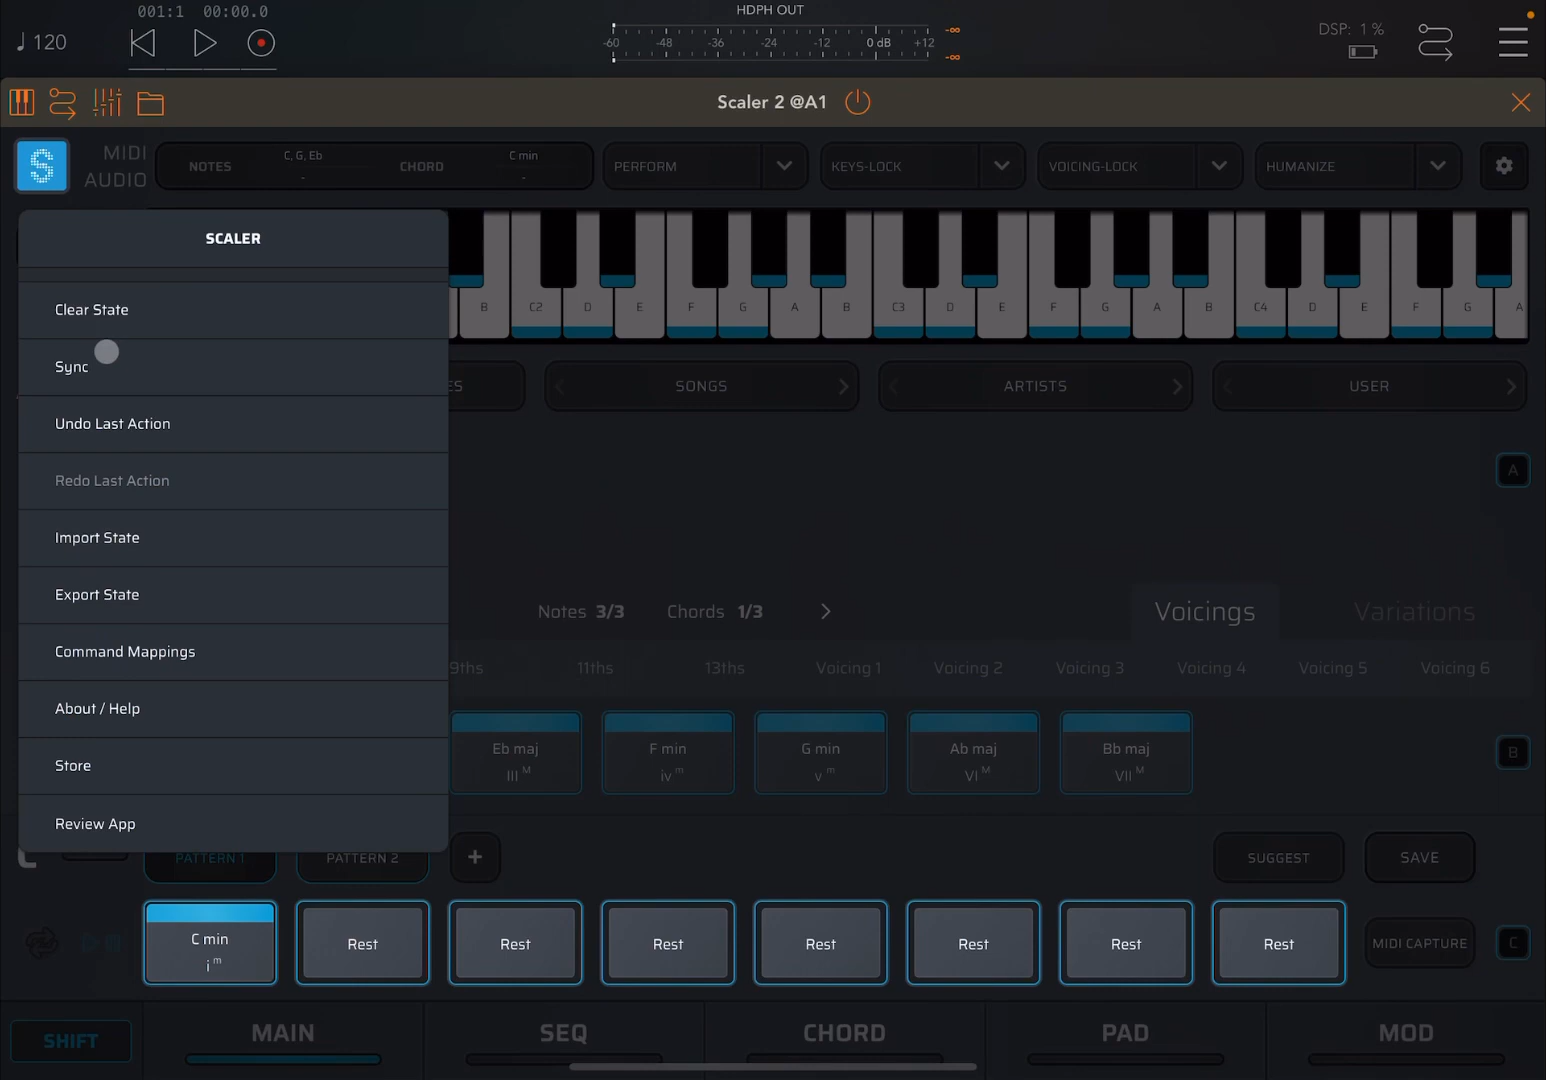 001:1 00:00.0
120
HDPH OUT
-60 -48 -36 -24 -12 0 dB +12
-∞
-∞
DSP: 1 %
Scaler 2 @A1
S
MIDI
AUDIO
NOTES C, G, Eb CHORD C min
- -
PERFORM
KEYS-LOCK
VOICING-LOCK
HUMANIZE
SCALER
Clear State
Sync
Undo Last Action
Redo Last Action
Import State
Export State
Command Mappings
About / Help
Store
Review App
B C2 D E F G A B C3 D E F G A B C4 D E F G A
ES
SONGS
ARTISTS
USER
A
Notes 3/3 Chords 1/3
Voicings
Variations
9ths 11ths 13ths Voicing 1 Voicing 2 Voicing 3 Voicing 4 Voicing 5 Voicing 6
Eb maj F min G min Ab maj Bb maj
III M iv m v m VI M VII M
B
PATTERN 1 PATTERN 2 +
SUGGEST
SAVE
C min Rest Rest Rest Rest Rest Rest Rest
i m
MIDI CAPTURE
C
SHIFT
MAIN SEQ CHORD PAD MOD